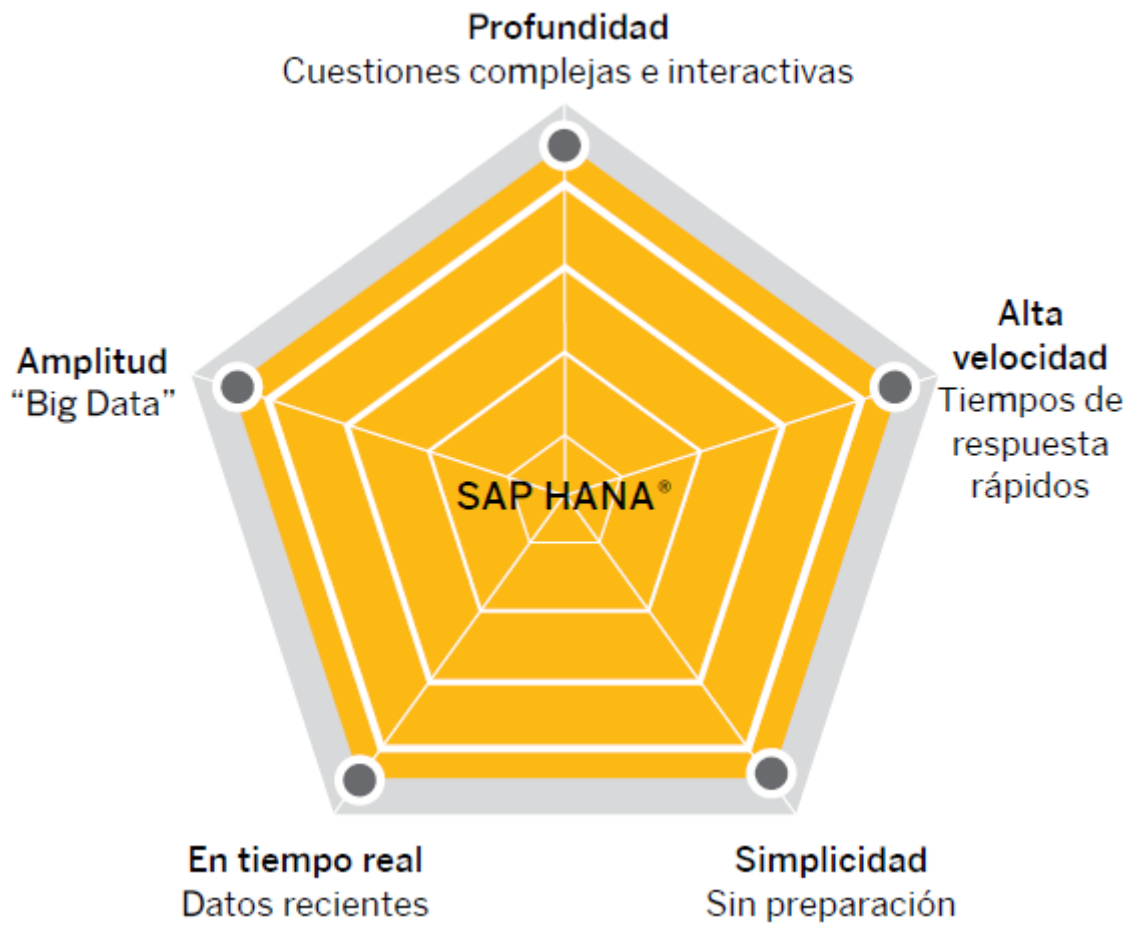 Profundidad
Cuestiones complejas e interactivas
Alta
velocidad
Tiempos de
respuesta
rápidos
Amplitud
“Big Data”
SAP HANA®
En tiempo real
Datos recientes
Simplicidad
Sin preparación